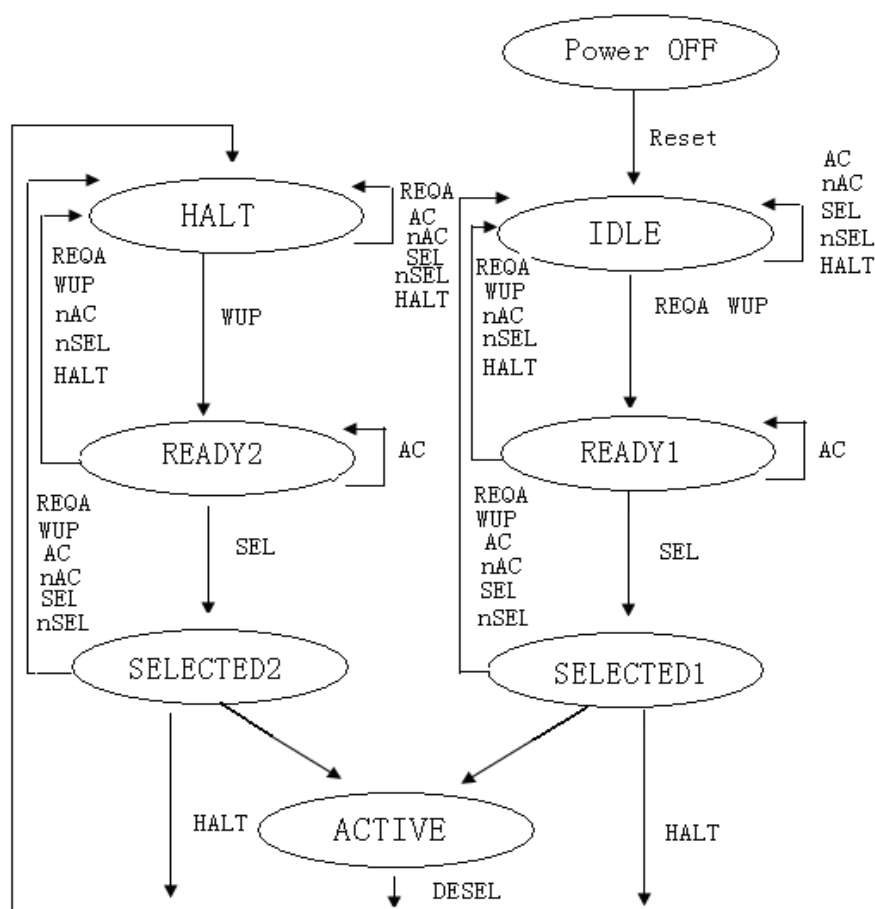 Power OFF
Reset
HALT
REQA
AC
nAC
SEL
nSEL
HALT
IDLE
AC
nAC
SEL
nSEL
HALT
REQA
WUP
nAC
nSEL
HALT
WUP
REQA
WUP
nAC
nSEL
HALT
REQA WUP
READY2
AC
READY1
AC
REQA
WUP
AC
nAC
SEL
nSEL
SEL
REQA
WUP
AC
nAC
SEL
nSEL
SEL
SELECTED2
SELECTED1
HALT
ACTIVE
HALT
DESEL